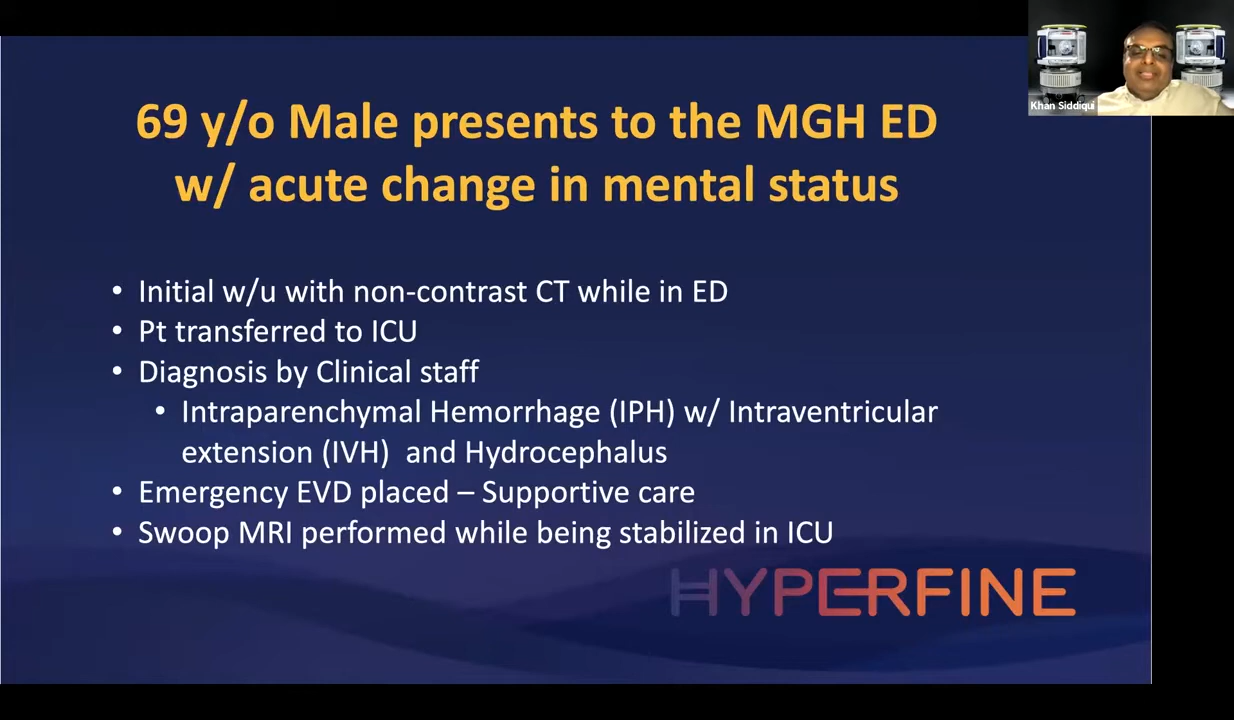 69 y/o Male presents to the MGH ED
w/ acute change in mental status
• Initial w/u with non-contrast CT while in ED
• Pt transferred to ICU
• Diagnosis by Clinical staff
• Intraparenchymal Hemorrhage (IPH) w/ Intraventricular
extension (IVH)  and Hydrocephalus
• Emergency EVD placed – Supportive care
• Swoop MRI performed while being stabilized in ICU
HYPERFINE
Khan Siddiqui